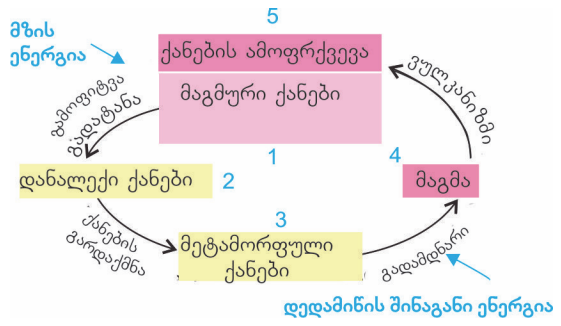 5
მზის
ენერგია
ქანების ამოფრქვევა
მაგმური ქანები
ვულკანიზმი
გამოფიტვა
გადატანა
1
4
დანალექი ქანები
2
მაგმა
3
ქანების
გარდაქმნა
მეტამორფული
ქანები
გადამდნარი
დედამიწის შინაგანი ენერგია